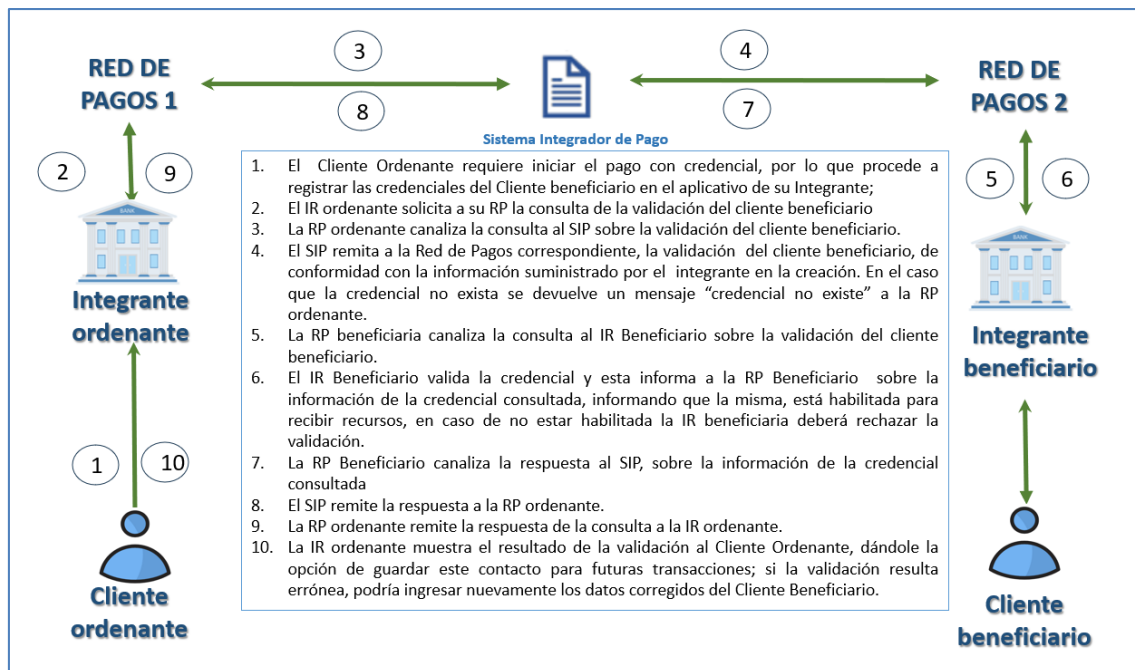 3
4
RED DE
PAGOS 1
RED DE
PAGOS 2
8
7
Sistema Integrador de Pago
2
9
5
6
BANK
BANK
Integrante
ordenante
Integrante
beneficiario
1. El Cliente Ordenante requiere iniciar el pago con credencial, por lo que procede a
registrar las credenciales del Cliente beneficiario en el aplicativo de su Integrante;
2. El IR ordenante solicita a su RP la consulta de la validación del cliente beneficiario
3. La RP ordenante canaliza la consulta al SIP sobre la validación del cliente beneficiario.
4. El SIP remita a la Red de Pagos correspondiente, la validación del cliente beneficiario, de
conformidad con la información suministrado por el integrante en la creación. En el caso
que la credencial no exista se devuelve un mensaje “credencial no existe” a la RP
ordenante.
5. La RP beneficiaria canaliza la consulta al IR Beneficiario sobre la validación del cliente
beneficiario.
6. El IR Beneficiario valida la credencial y esta informa a la RP Beneficiario sobre la
información de la credencial consultada, informando que la misma, está habilitada para
recibir recursos, en caso de no estar habilitada la IR beneficiaria deberá rechazar la
validación.
7. La RP Beneficiario canaliza la respuesta al SIP, sobre la información de la credencial
consultada
8. El SIP remite la respuesta a la RP ordenante.
9. La RP ordenante remite la respuesta de la consulta a la IR ordenante.
10. La IR ordenante muestra el resultado de la validación al Cliente Ordenante, dándole la
opción de guardar este contacto para futuras transacciones; si la validación resulta
errónea, podría ingresar nuevamente los datos corregidos del Cliente Beneficiario.
1
10
Cliente
ordenante
Cliente
beneficiario